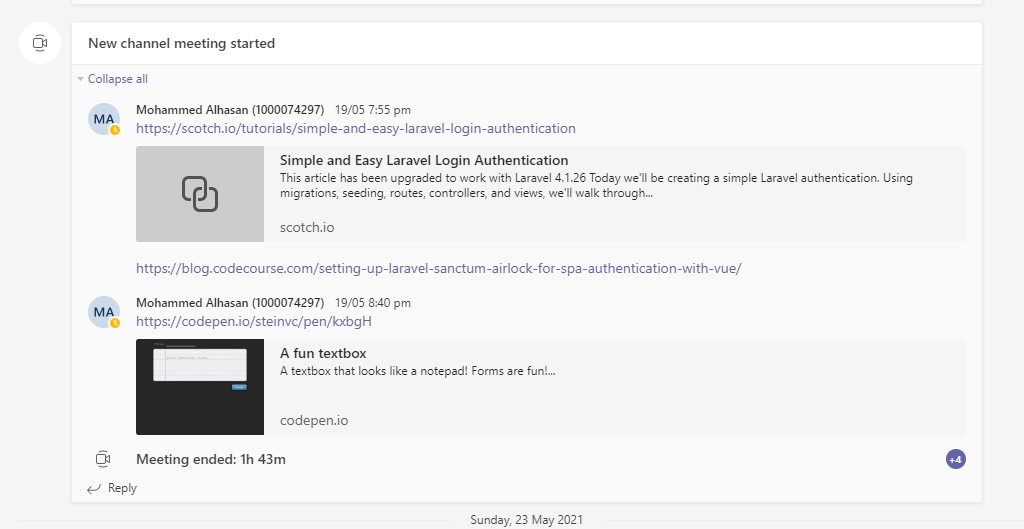 New channel meeting started
Collapse all
MA
Mohammed Alhasan (1000074297) 19/05 7:55 pm
https://scotch.io/tutorials/simple-and-easy-laravel-login-authentication
Simple and Easy Laravel Login Authentication
This article has been upgraded to work with Laravel 4.1.26 Today we'll be creating a simple Laravel authentication. Using
migrations, seeding, routes, controllers, and views, we'll walk through...
scotch.io
https://blog.codecourse.com/setting-up-laravel-sanctum-airlock-for-spa-authentication-with-vue/
MA
Mohammed Alhasan (1000074297) 19/05 8:40 pm
https://codepen.io/steinvc/pen/kxbgH
A fun textbox
A textbox that looks like a notepad! Forms are fun!...
codepen.io
Meeting ended: 1h 43m
+4
Reply
Sunday, 23 May 2021